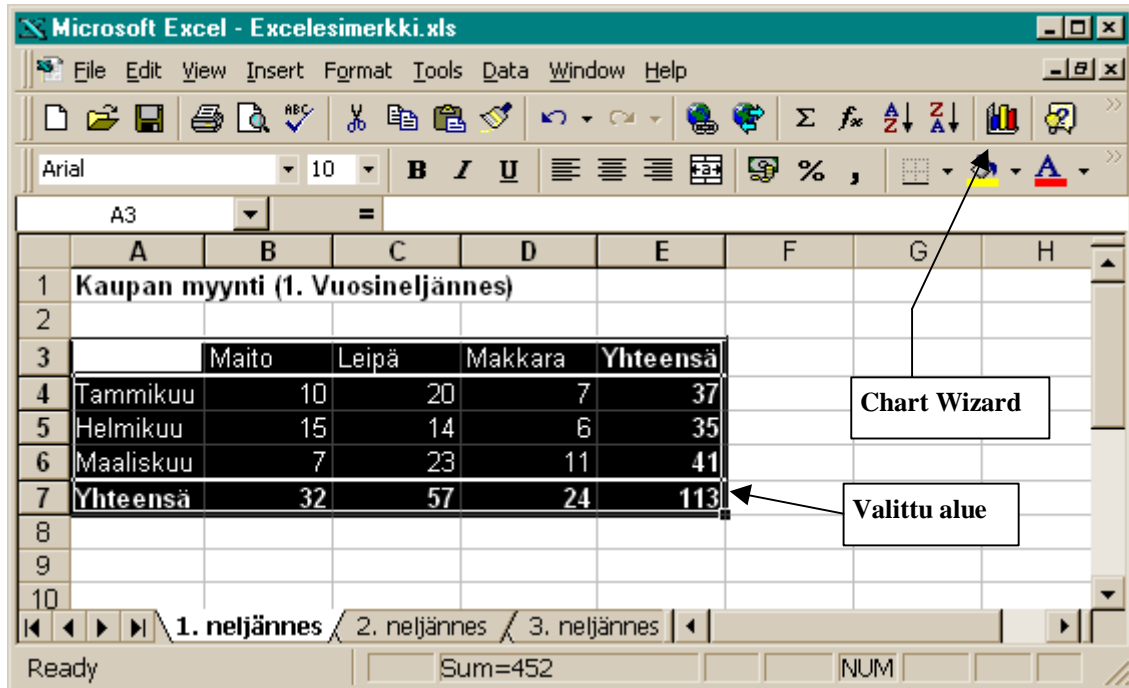 Microsoft Excel - Excelesimerkki.xls
File Edit View Insert Format Tools Data Window Help
ABC Σ fx A Z Z A
Arial 10 B I U % , A
A3 =
A B C D E F G H
1 Kaupan myynti (1. Vuosineljännes)
2
3 Maito Leipä Makkara Yhteensä
4 Tammikuu 10 20 7 37
Chart Wizard
5 Helmikuu 15 14 6 35
6 Maaliskuu 7 23 11 41
7 Yhteensä 32 57 24 113
Valittu alue
8
9
10
1. neljännes 2. neljännes 3. neljännes
Ready Sum=452 NUM